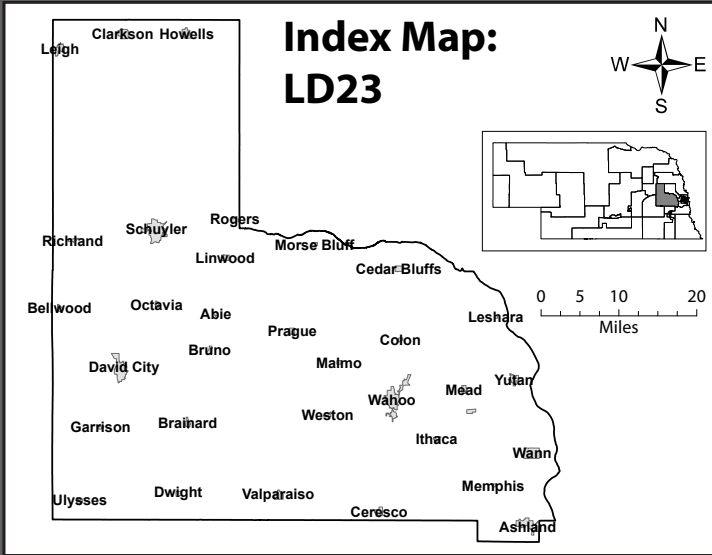 Index Map:
LD23
N
W E
S
Clarkson Howells
Leigh
Rogers
Schuyler
Richland
Morse Bluff
Linwood
Cedar Bluffs
0 5 10 20
Miles
Bellwood
Octavia
Abie
Leshara
Prague
Colon
Bruno
Malmo
David City
Yutan
Mead
Wahoo
Weston
Garrison
Brainard
Ithaca
Wann
Memphis
Dwight
Valparaiso
Ulysses
Ceresco
Ashland